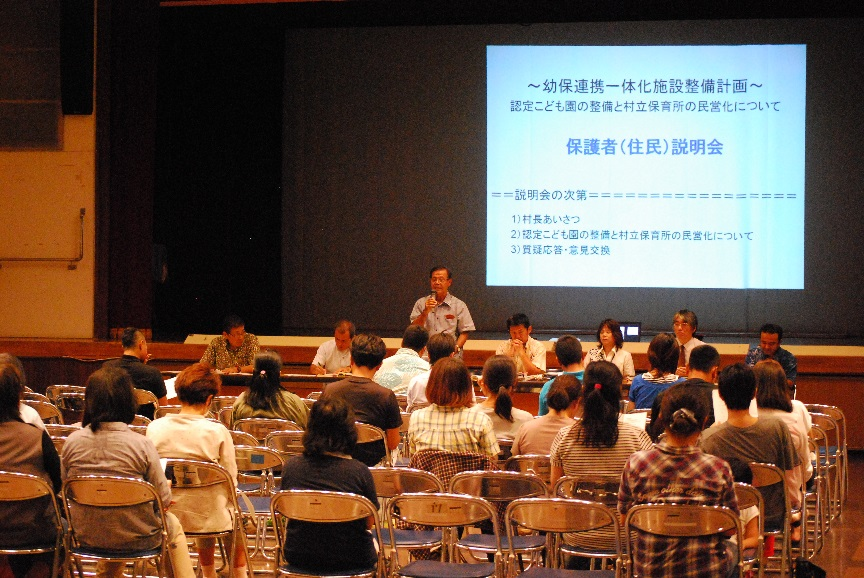 ～幼保連携一体化施設整備計画～
認定こども園の整備と村立保育所の民営化について
保護者（住民）説明会
＝＝説明会の次第＝＝＝＝＝＝＝＝＝＝＝＝＝＝＝＝＝
1）村長あいさつ
2）認定こども園の整備と村立保育所の民営化について
3）質疑応答・意見交換